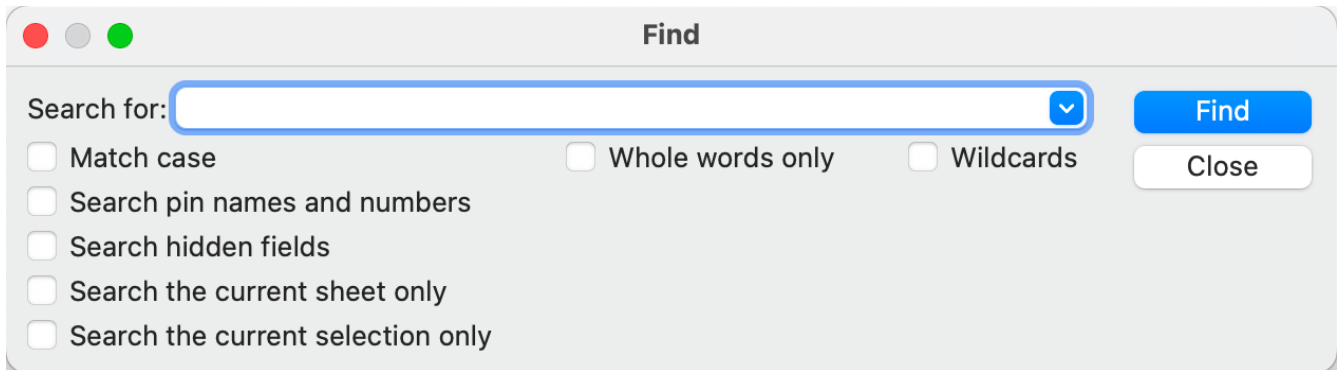 Find
Search for:
Find
Match case
Whole words only
Wildcards
Close
Search pin names and numbers
Search hidden fields
Search the current sheet only
Search the current selection only